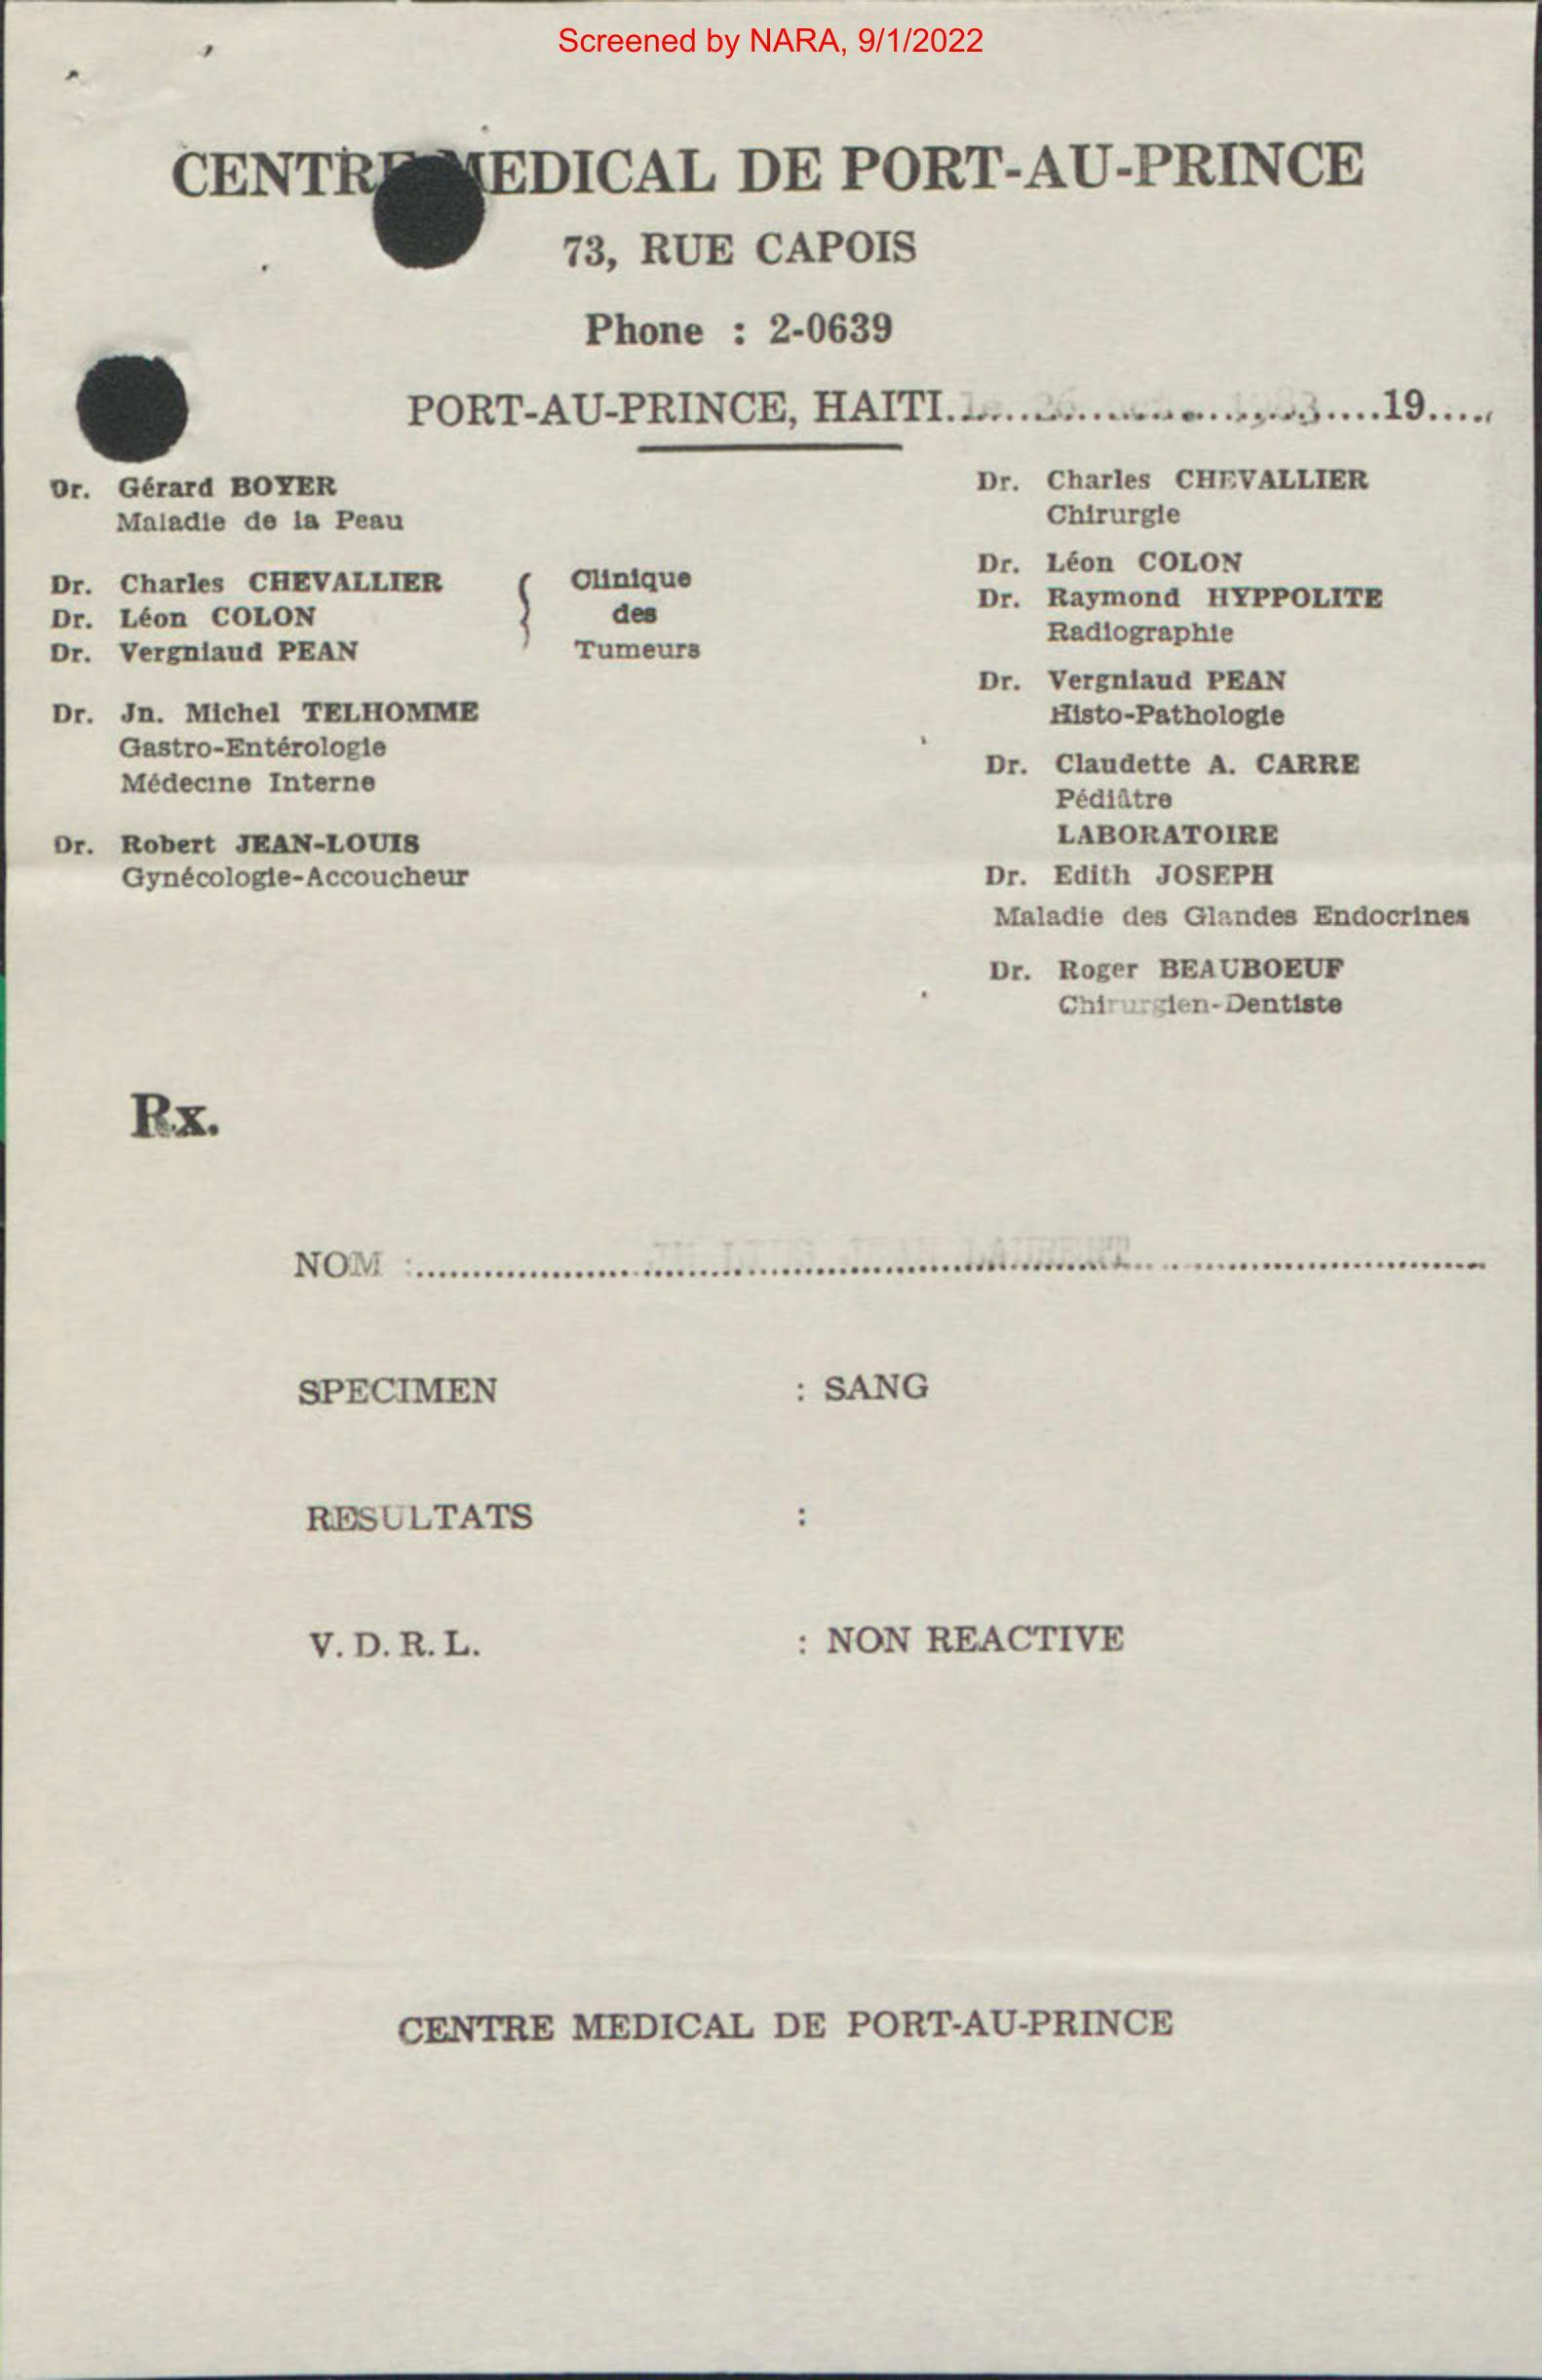 Screened by NARA, 9/1/2022
CENTRE MEDICAL DE PORT-AU-PRINCE
73, RUE CAPOIS
Phone : 2-0639
PORT-AU-PRINCE, HAITI. 19
Dr. Gérard BOYER
Maladie de la Peau
Dr. Charles CHEVALLIER
Dr. Léon COLON
Dr. Vergniaud PEAN
Clinique
des
Tumeurs
Dr. Jn. Michel TELHOMME
Gastro-Entérologie
Médecine Interne
Dr. Robert JEAN-LOUIS
Gynécologie-Accoucheur
Dr. Charles CHEVALLIER
Chirurgie
Dr. Léon COLON
Dr. Raymond HYPPOLITE
Radiographie
Dr. Vergniaud PEAN
Histo-Pathologie
Dr. Claudette A. CARRE
Pédiâtre
LABORATOIRE
Dr. Edith JOSEPH
Maladie des Glandes Endocrines
Dr. Roger BEAUBOEUF
Chirurgien-Dentiste
Rx.
NOM :
SPECIMEN : SANG
RESULTATS :
V. D. R. L. : NON REACTIVE
CENTRE MEDICAL DE PORT-AU-PRINCE